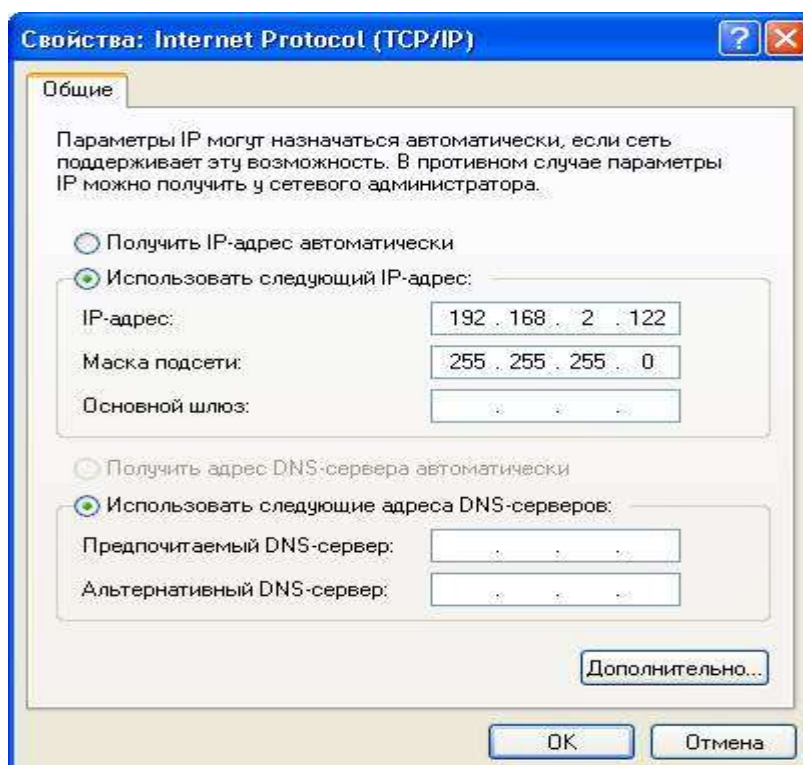 Свойства: Internet Protocol (TCP/IP)
Общие
Параметры IP могут назначаться автоматически, если сеть
поддерживает эту возможность. В противном случае параметры
IP можно получить у сетевого администратора.
Получить IP-адрес автоматически
Использовать следующий IP-адрес:
IP-адрес: 192 . 168 . 2 . 122
Маска подсети: 255 . 255 . 255 . 0
Основной шлюз: . . .
Получить адрес DNS-сервера автоматически
Использовать следующие адреса DNS-серверов:
Предпочитаемый DNS-сервер: . . .
Альтернативный DNS-сервер: . . .
Дополнительно...
OK Отмена